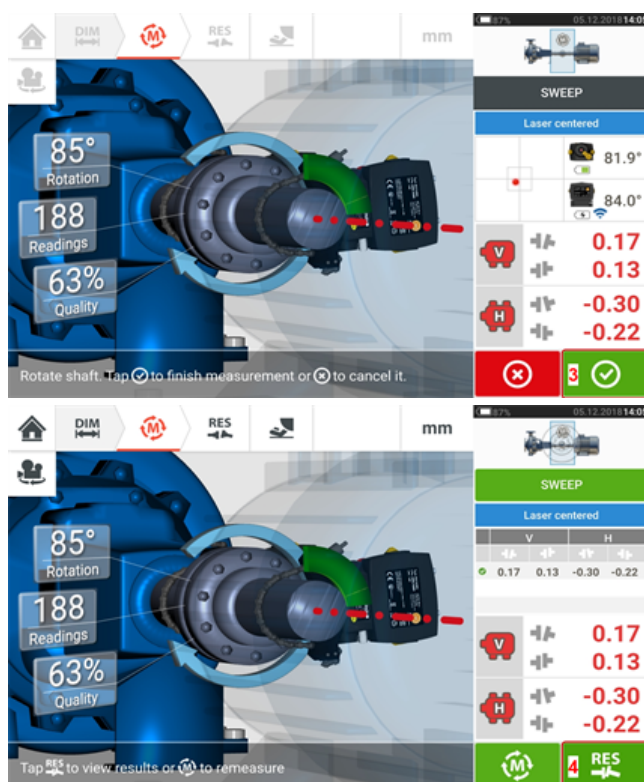 DIM
RES
mm
87%
05.12.2018 14:05
SWEEP
Laser centered
81.9°
84.0°
V
0.17
0.13
H
-0.30
-0.22
3
85°
Rotation
188
Readings
63%
Quality
Rotate shaft. Tap to finish measurement or to cancel it.
DIM
M
RES
mm
87%
05.12.2018 14:05
SWEEP
Laser centered
V H
0.17 0.13 -0.30 -0.22
V
0.17
0.13
H
-0.30
-0.22
M
4 RES
85°
Rotation
188
Readings
63%
Quality
Tap RES to view results or M to remeasure